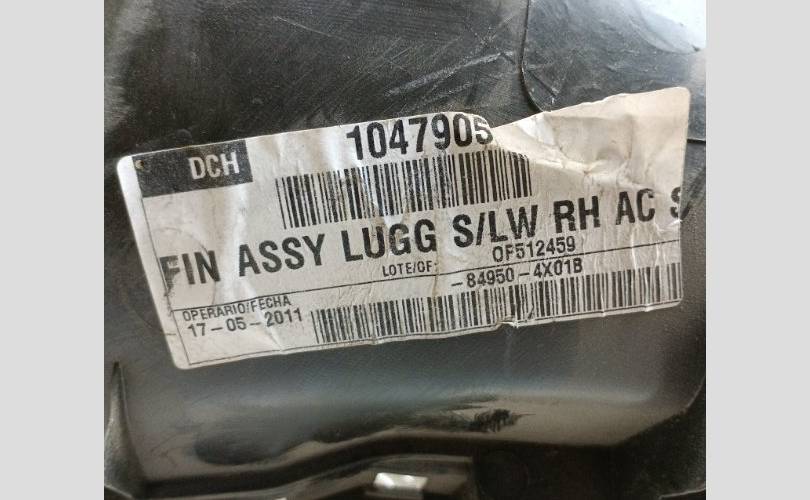 DCH
1047905
FIN ASSY LUGG S/LW RH AC S
LOTE/OF OF512459
-84950-4X01B
OPERARIO/FECHA
17-05-2011